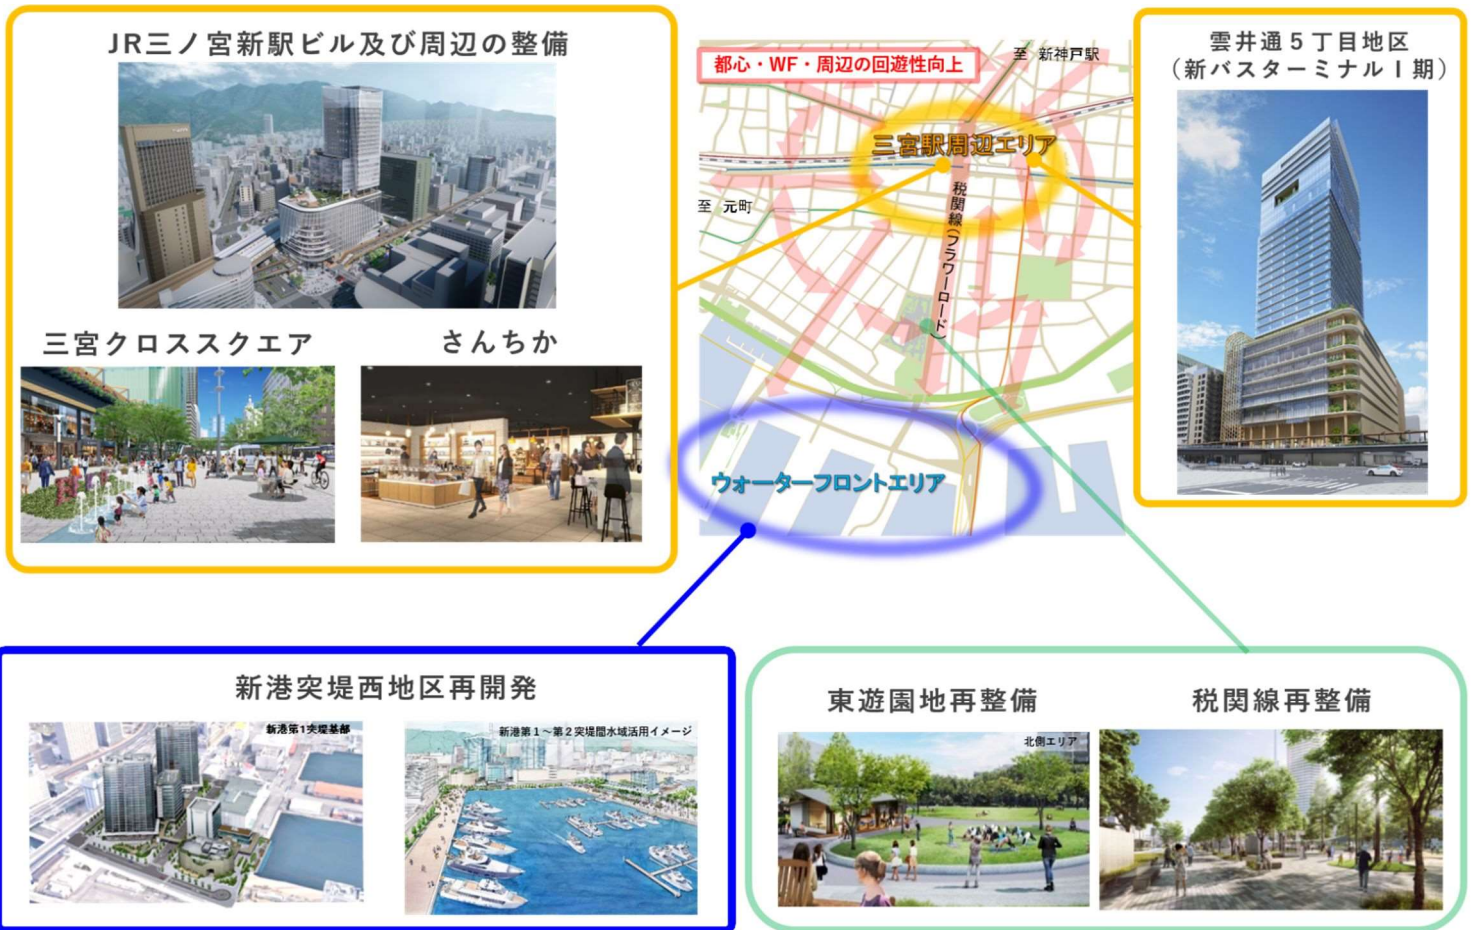 JR三ノ宮新駅ビル及び周辺の整備
三宮クロススクエア
さんちか
都心・WF・周辺の回遊性向上
至 新神戸駅
三宮駅周辺エリア
至 元町
税関線(フラワーロード)
ウォーターフロントエリア
雲井通5丁目地区
(新バスターミナルⅠ期)
新港突堤西地区再開発
新港第1突堤基部
新港第1~第2突堤間水域活用イメージ
東遊園地再整備
北側エリア
税関線再整備